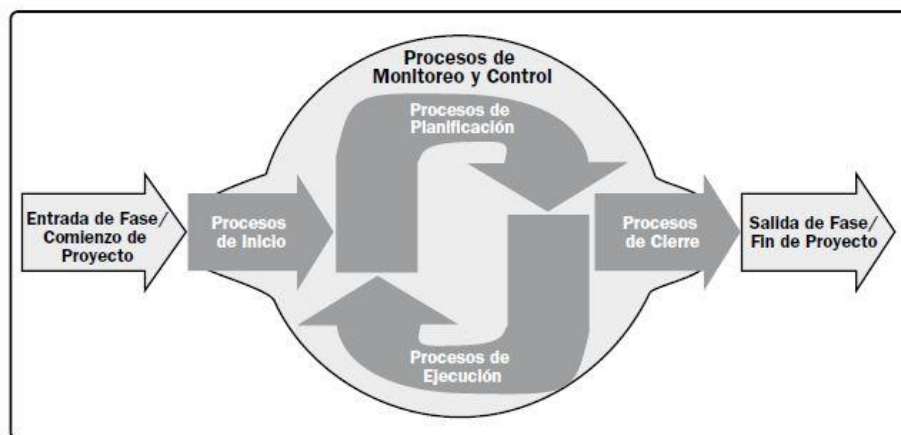 Procesos de
Monitoreo y Control
Procesos de
Planificación
Entrada de Fase/
Comienzo de
Proyecto
Procesos
de Inicio
Procesos
de Cierre
Salida de Fase/
Fin de Proyecto
Procesos de
Ejecución